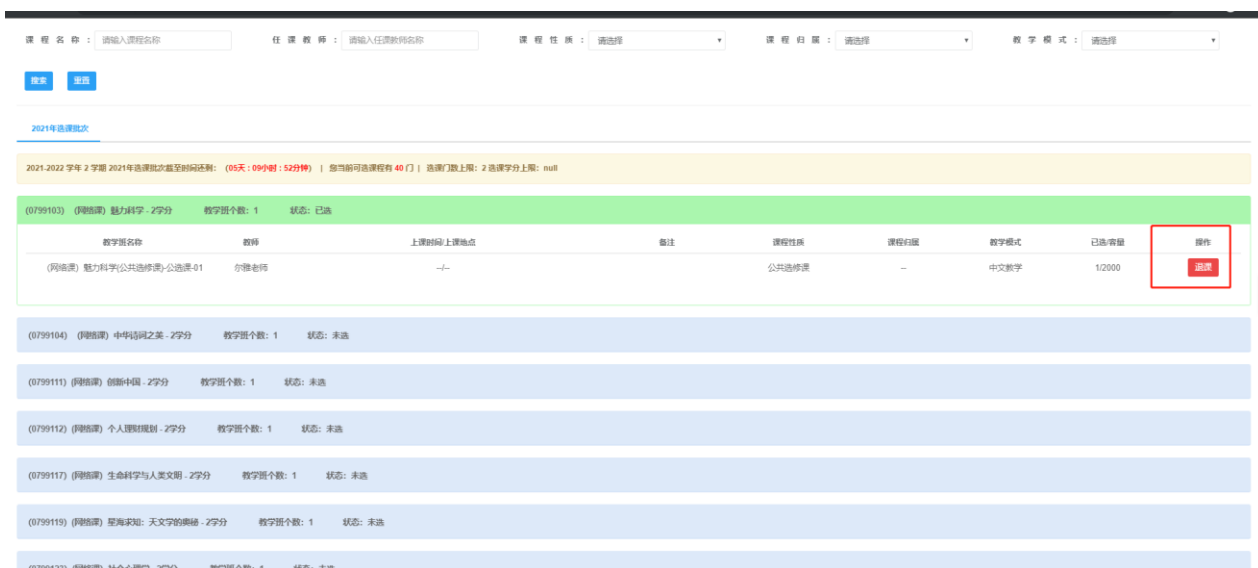 课程名称： 请输入课程名称 任课教师： 请输入任课教师名称 课程性质： 请选择 课程归属： 请选择 教学模式： 请选择
搜索 重置
2021年选课批次
2021-2022 学年 2 学期 2021年选课批次截至时间还剩： (05天 : 09小时 : 52分钟) | 您当前可选课程有 40 门 | 选课门数上限：2 选课学分上限：null
(0799103) (网络课) 魅力科学 - 2学分 教学班个数：1 状态：已选
教学班名称 教师 上课时间/上课地点 备注 课程性质 课程归属 教学模式 已选/容量 操作
(网络课) 魅力科学(公共选修课)-公选课-01 尔雅老师 --/-- 公共选修课 -- 中文教学 1/2000 退课
(0799104) (网络课) 中华诗词之美 - 2学分 教学班个数：1 状态：未选
(0799111) (网络课) 创新中国 - 2学分 教学班个数：1 状态：未选
(0799112) (网络课) 个人理财规划 - 2学分 教学班个数：1 状态：未选
(0799117) (网络课) 生命科学与人类文明 - 2学分 教学班个数：1 状态：未选
(0799119) (网络课) 星海求知：天文学的奥秘 - 2学分 教学班个数：1 状态：未选